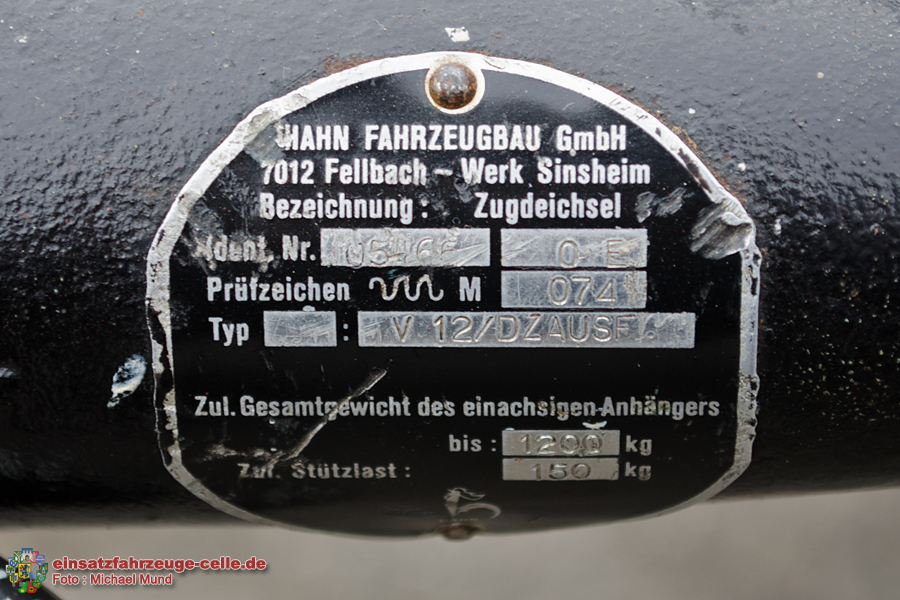 HAHN FAHRZEUGBAU GmbH
7012 Fellbach - Werk Sinsheim
Bezeichnung: Zugdeichsel
Ident. Nr. 0 E
Prüfzeichen M 074
Typ : V 12/DZAUSF.
Zul. Gesamtgewicht des einachsigen-Anhängers
bis: 1200 kg
Zul. Stützlast: 150 kg
einsatzfahrzeuge-celle.de
Foto : Michael Mund